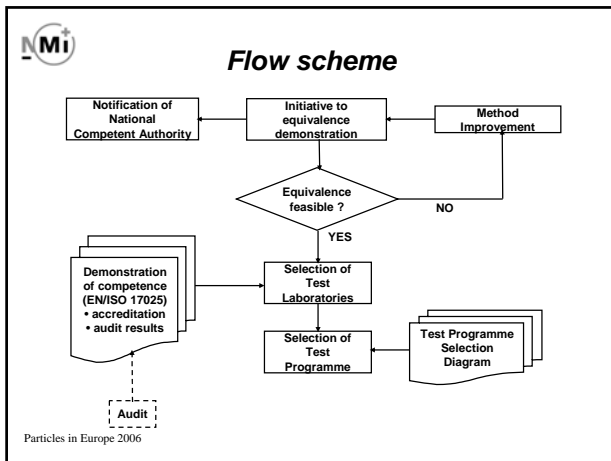 NMi
Flow scheme
Notification of
National
Competent Authority
Initiative to
equivalence
demonstration
Method
Improvement
Equivalence
feasible ?
NO
YES
Demonstration
of competence
(EN/ISO 17025)
• accreditation
• audit results
Selection of
Test
Laboratories
Selection of
Test
Programme
Test Programme
Selection
Diagram
Audit
Particles in Europe 2006